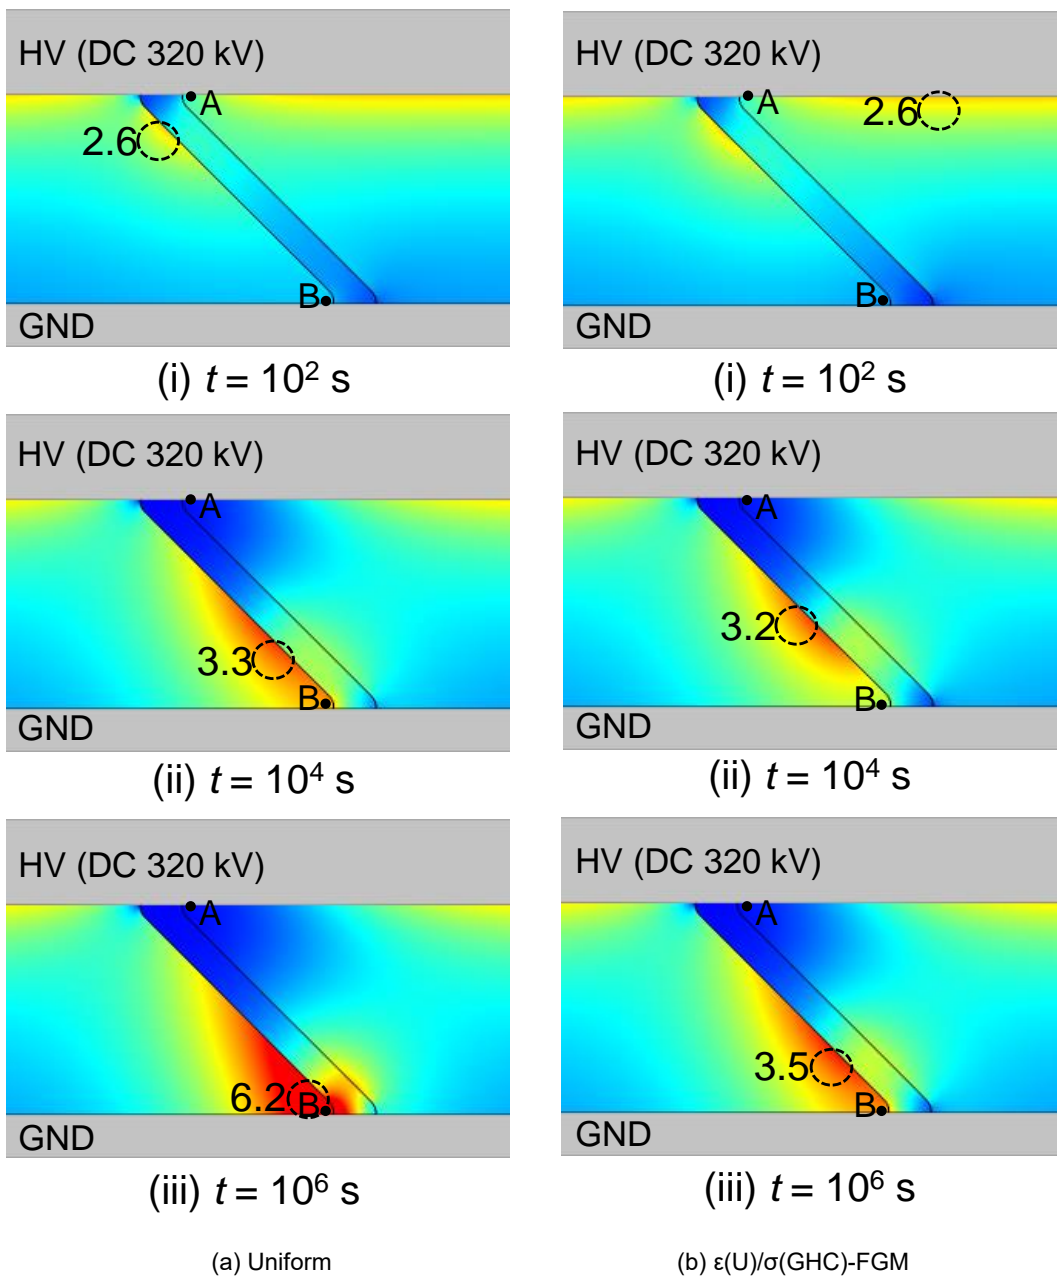 HV (DC 320 kV)
A
2.6
B
GND
(i) t = 10² s
HV (DC 320 kV)
A
2.6
B
GND
(i) t = 10² s
HV (DC 320 kV)
A
3.3
B
GND
(ii) t = 10⁴ s
HV (DC 320 kV)
A
3.2
B
GND
(ii) t = 10⁴ s
HV (DC 320 kV)
A
6.2
B
GND
(iii) t = 10⁶ s
HV (DC 320 kV)
A
3.5
B
GND
(iii) t = 10⁶ s
(a) Uniform
(b) ε(U)/σ(GHC)-FGM